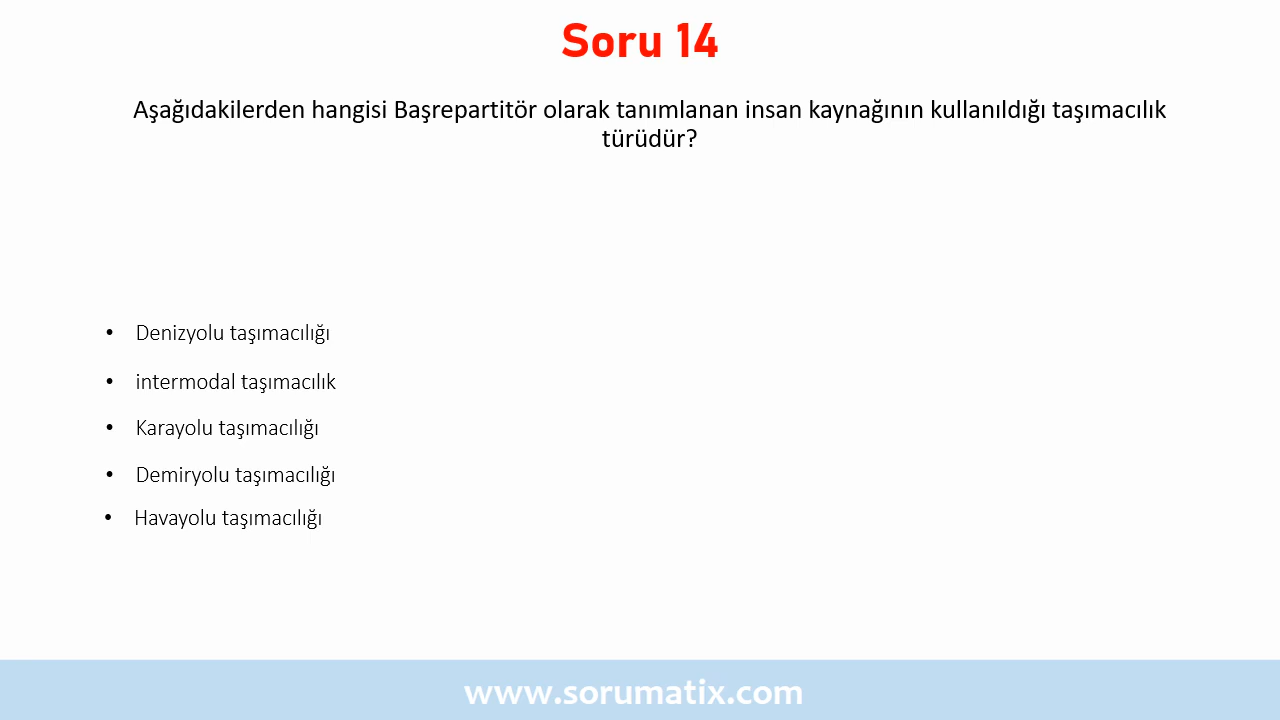 Soru 14
Aşağıdakilerden hangisi Başrepartitör olarak tanımlanan insan kaynağının kullanıldığı taşımacılık
türüdür?
• Denizyolu taşımacılığı
• intermodal taşımacılık
• Karayolu taşımacılığı
• Demiryolu taşımacılığı
• Havayolu taşımacılığı
www.sorumatix.com